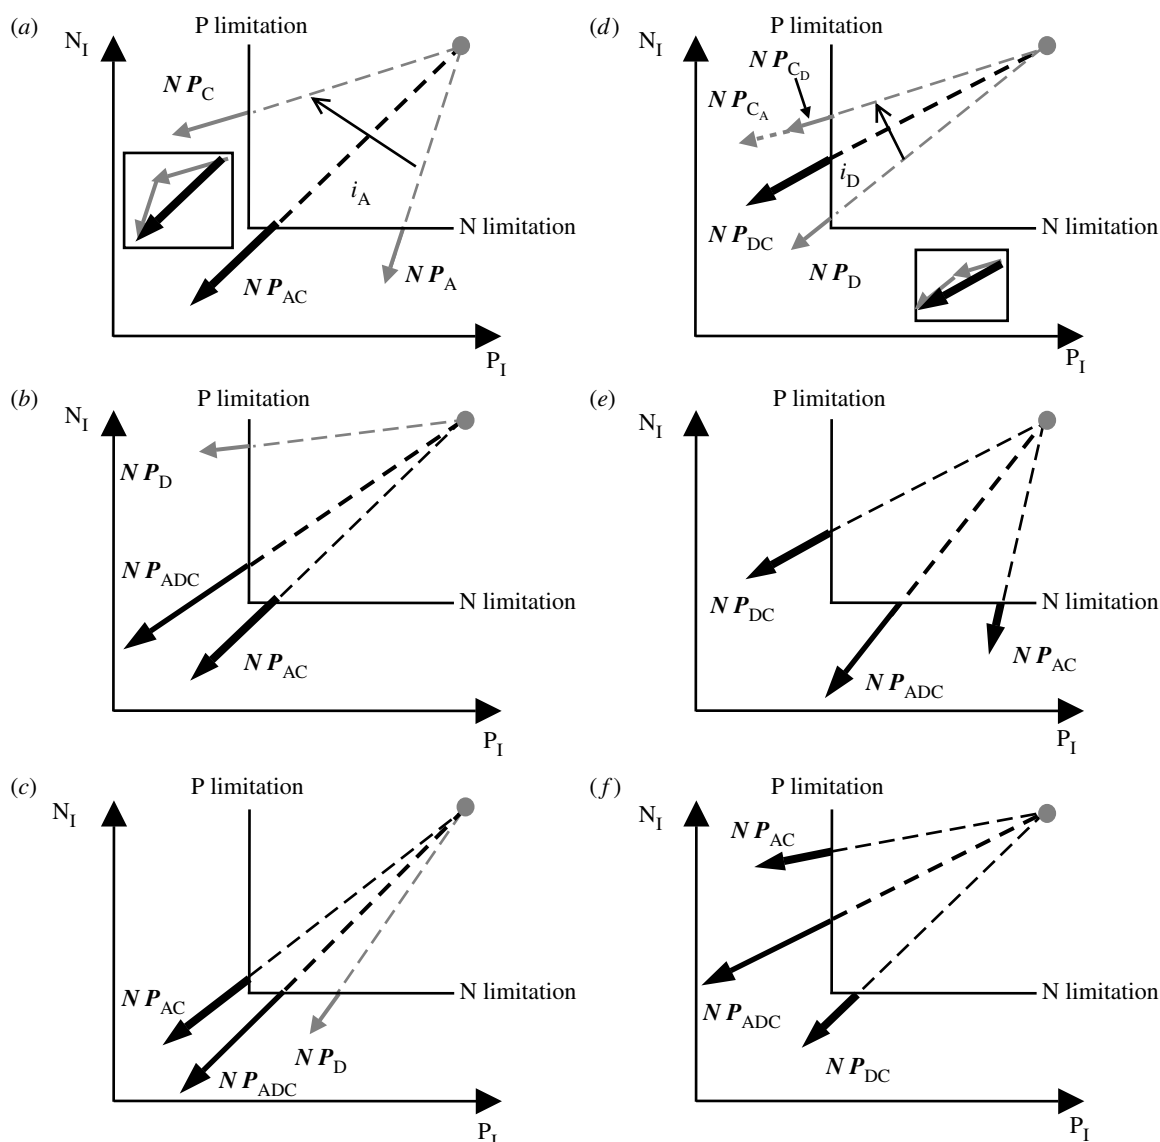 (a)
N_I
P limitation
N P_C
i_A
N limitation
N P_AC
N P_A
P_I
(d)
N_I
P limitation
N P_C_D
N P_C_A
i_D
N limitation
N P_DC
N P_D
P_I
(b)
N_I
P limitation
N P_D
N P_ADC
N limitation
N P_AC
P_I
(e)
N_I
P limitation
N limitation
N P_DC
N P_AC
N P_ADC
P_I
(c)
N_I
P limitation
N limitation
N P_AC
N P_D
N P_ADC
P_I
(f)
N_I
P limitation
N P_AC
N limitation
N P_ADC
N P_DC
P_I